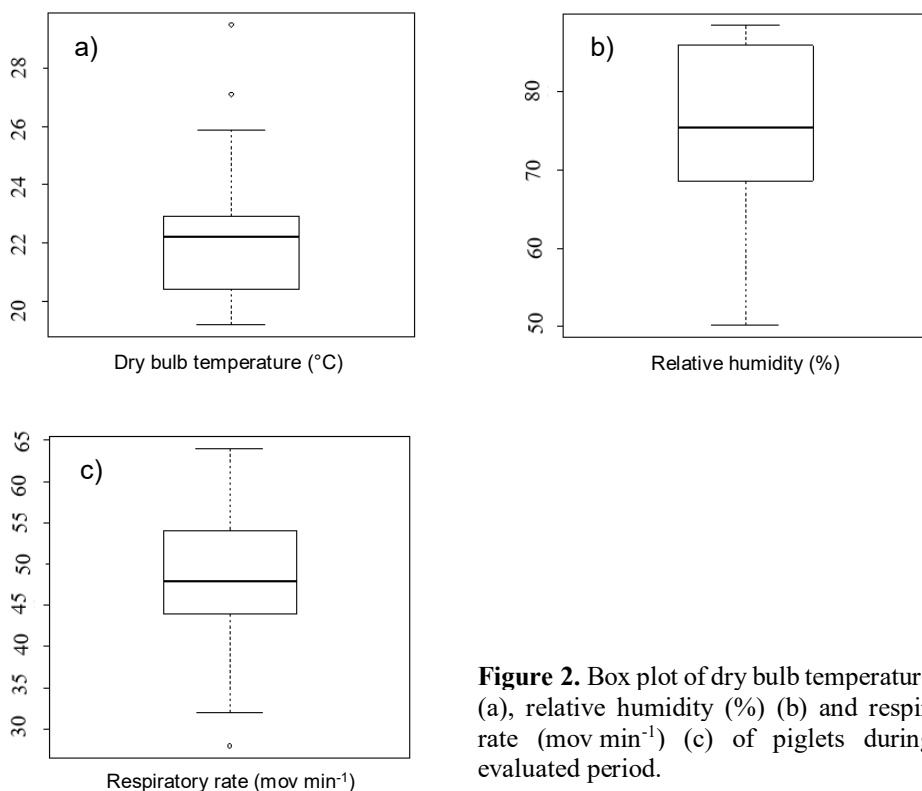 a)
28
26
24
22
20
Dry bulb temperature (°C)
b)
80
70
60
50
Relative humidity (%)
c)
65
60
55
50
45
40
35
30
Respiratory rate (mov min⁻¹)
Figure 2. Box plot of dry bulb temperatur
(a), relative humidity (%) (b) and respi
rate (mov min⁻¹) (c) of piglets during
evaluated period.